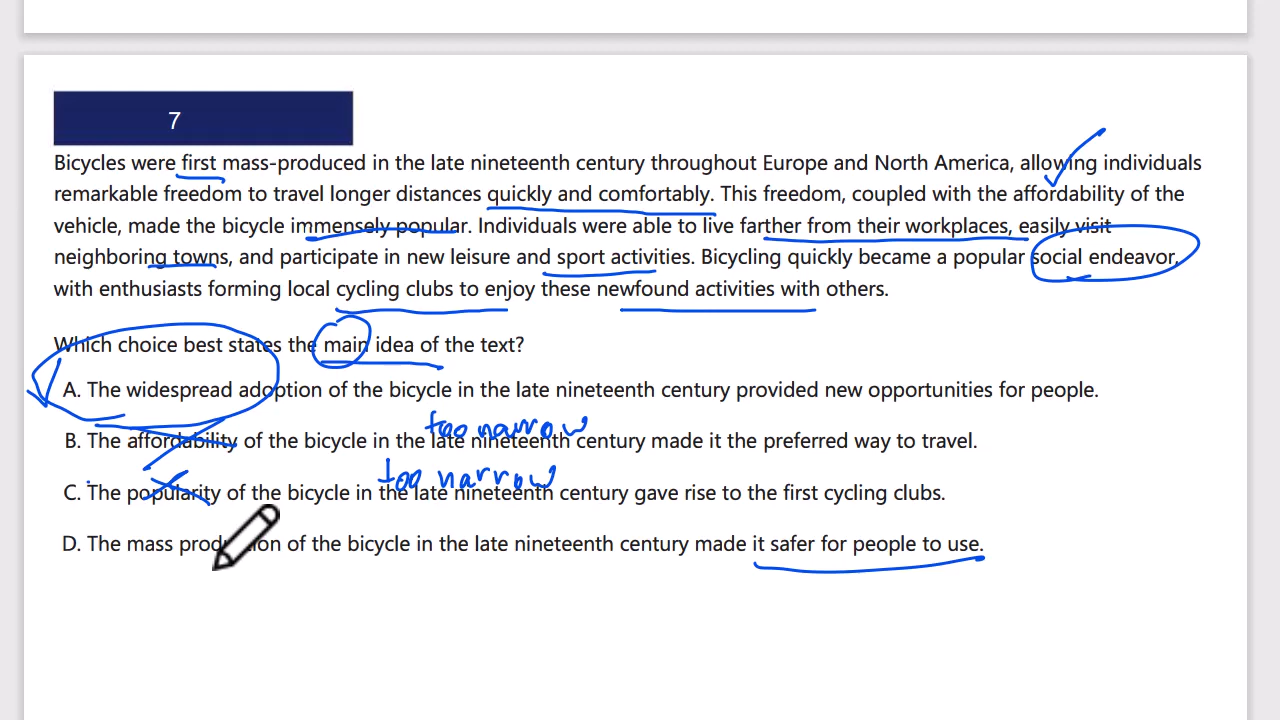 7
Bicycles were first mass-produced in the late nineteenth century throughout Europe and North America, allowing individuals
remarkable freedom to travel longer distances quickly and comfortably. This freedom, coupled with the affordability of the
vehicle, made the bicycle immensely popular. Individuals were able to live farther from their workplaces, easily visit
neighboring towns, and participate in new leisure and sport activities. Bicycling quickly became a popular social endeavor,
with enthusiasts forming local cycling clubs to enjoy these newfound activities with others.
Which choice best states the main idea of the text?
A. The widespread adoption of the bicycle in the late nineteenth century provided new opportunities for people.
too narrow
B. The affordability of the bicycle in the late nineteenth century made it the preferred way to travel.
too narrow
C. The popularity of the bicycle in the late nineteenth century gave rise to the first cycling clubs.
D. The mass production of the bicycle in the late nineteenth century made it safer for people to use.